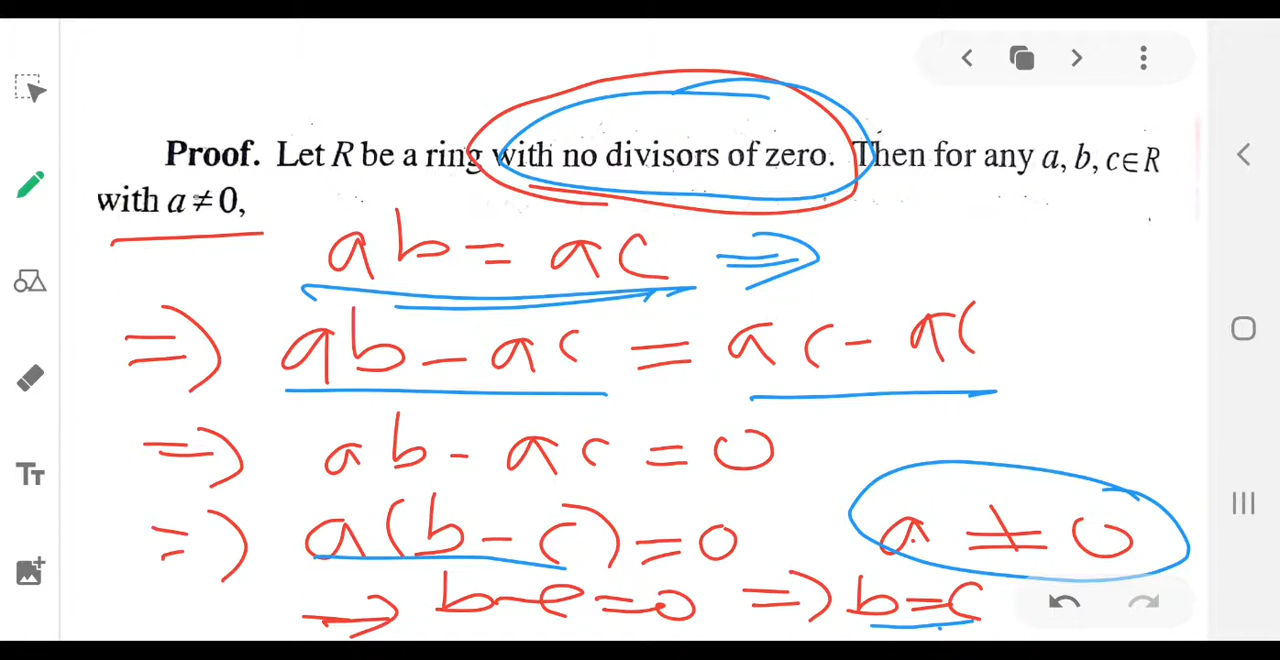 Proof. Let R be a ring with no divisors of zero. Then for any a, b, c∈R
with a ≠ 0,
ab = ac ⇒
⇒ ab - ac = ac - ac
⇒ ab - ac = 0
⇒ a(b - c) = 0 a ≠ 0
⇒ b - c = 0 ⇒ b = c
Tt